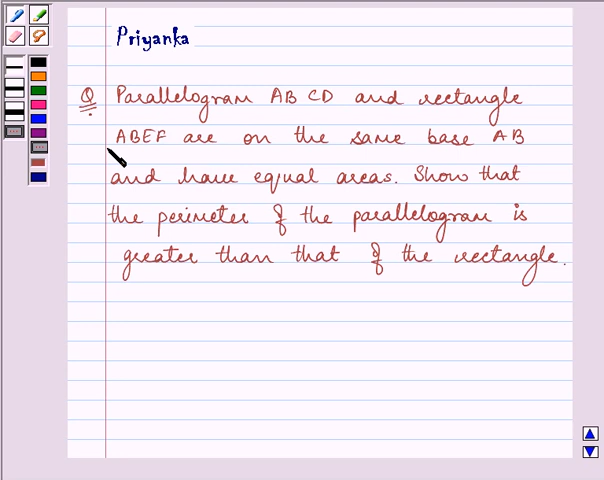 Priyanka
Q Parallelogram ABCD and rectangle
ABEF are on the same base AB
and have equal areas. Show that
the perimeter of the parallelogram is
greater than that of the rectangle.